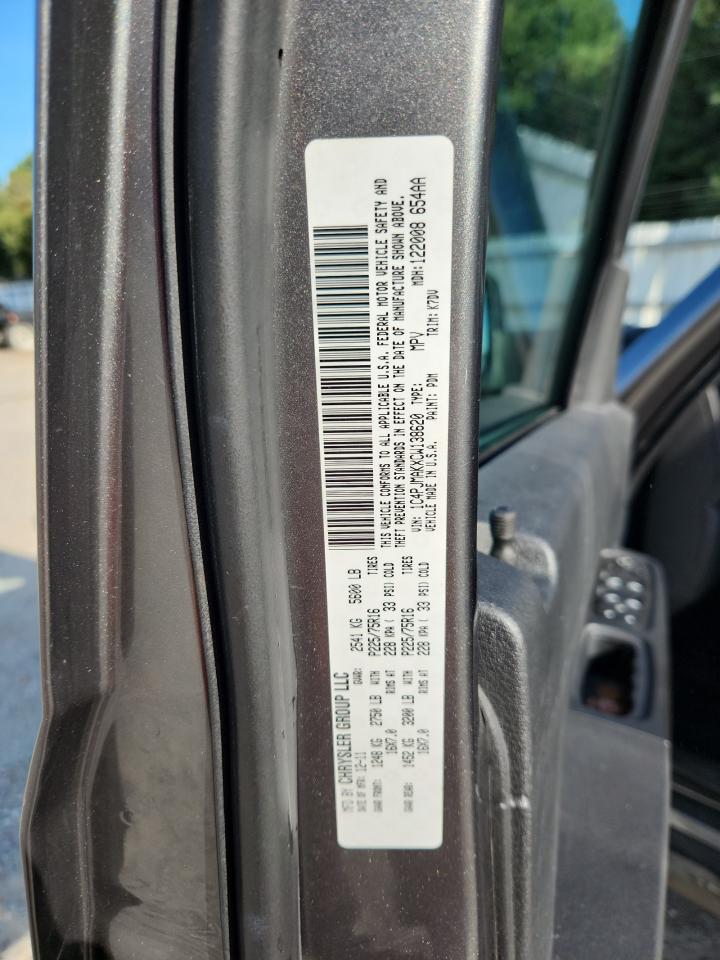 MFD BY CHRYSLER GROUP LLC
DATE OF MFR: 12-11 GVWR: 2541 KG 5600 LB
GAWR FRONT: 1248 KG 2750 LB WITH P225/75R16 TIRES
16X7.0 RIMS AT 228 KPA ( 33 PSI) COLD
GAWR REAR: 1452 KG 3200 LB WITH P225/75R16 TIRES
16X7.0 RIMS AT 228 KPA ( 33 PSI) COLD
THIS VEHICLE CONFORMS TO ALL APPLICABLE U.S.A. FEDERAL MOTOR VEHICLE SAFETY AND
THEFT PREVENTION STANDARDS IN EFFECT ON THE DATE OF MANUFACTURE SHOWN ABOVE.
VIN: 1C4PJMAKXCW138620 TYPE: MPV MDH: 122008 654AA
VEHICLE MADE IN U.S.A. PAINT: PDM TRIM: K7DV